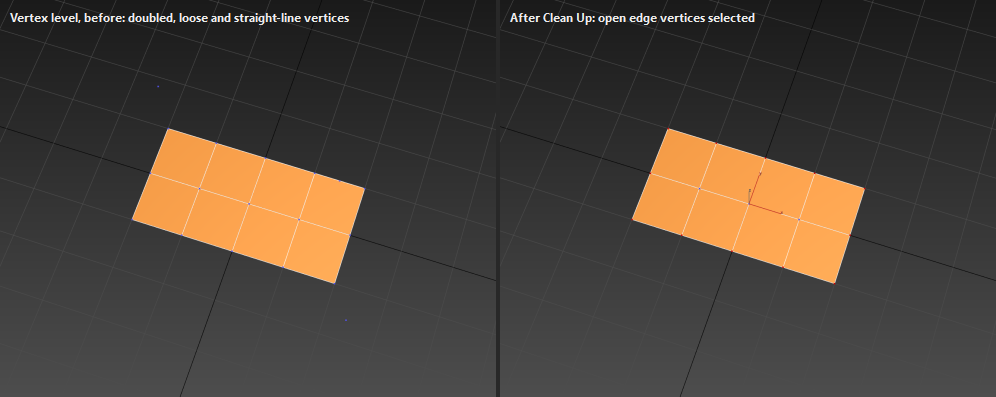 Vertex level, before: doubled, loose and straight-line vertices
After Clean Up: open edge vertices selected